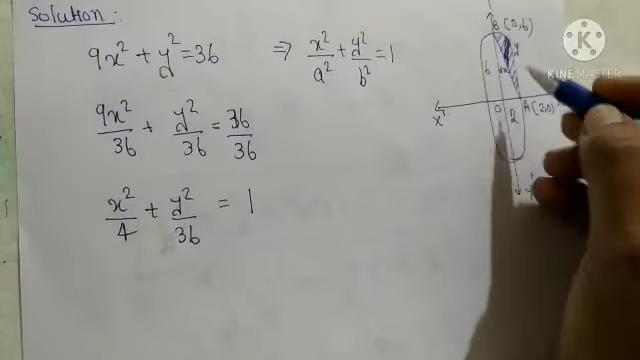 Solution:
9x² + y² = 36 ⇒ x²/a² + y²/b² = 1
9x²/36 + y²/36 = 36/36
x²/4 + y²/36 = 1
B (0,6)
6
O
A (2,0)
2
x'
y'
K
KINEMASTER